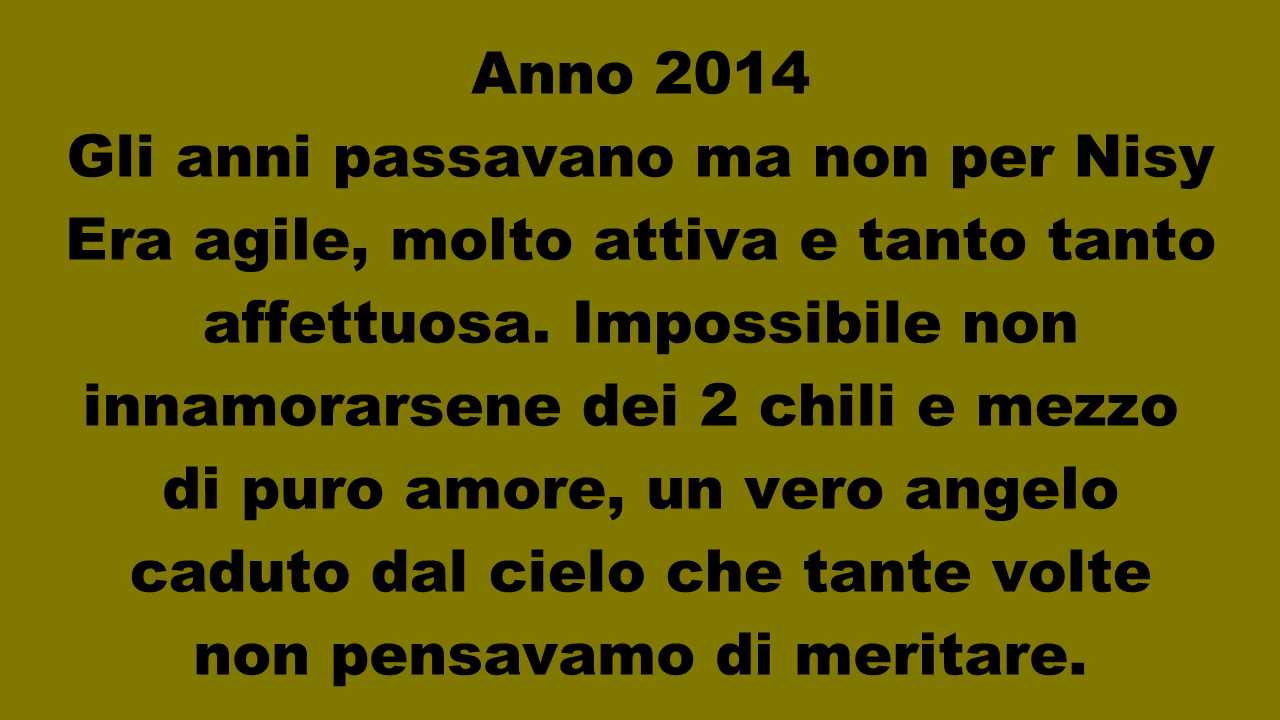 Anno 2014
Gli anni passavano ma non per Nisy
Era agile, molto attiva e tanto tanto
affettuosa. Impossibile non
innamorarsene dei 2 chili e mezzo
di puro amore, un vero angelo
caduto dal cielo che tante volte
non pensavamo di meritare.